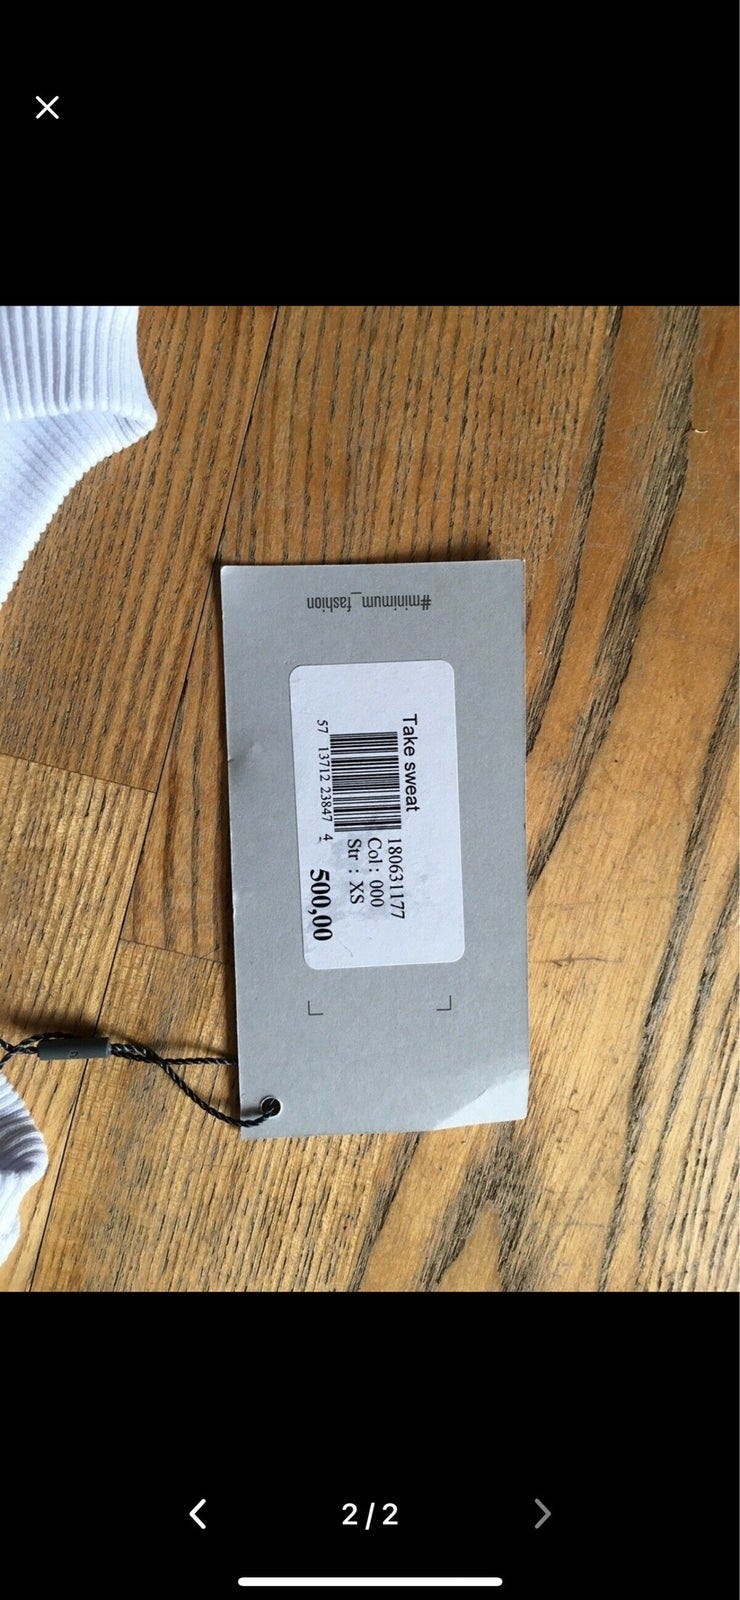 #minimum_fashion
Take sweat
180631177
Col : 000
Str : XS
57 13712 23847 4
500,00
2/2